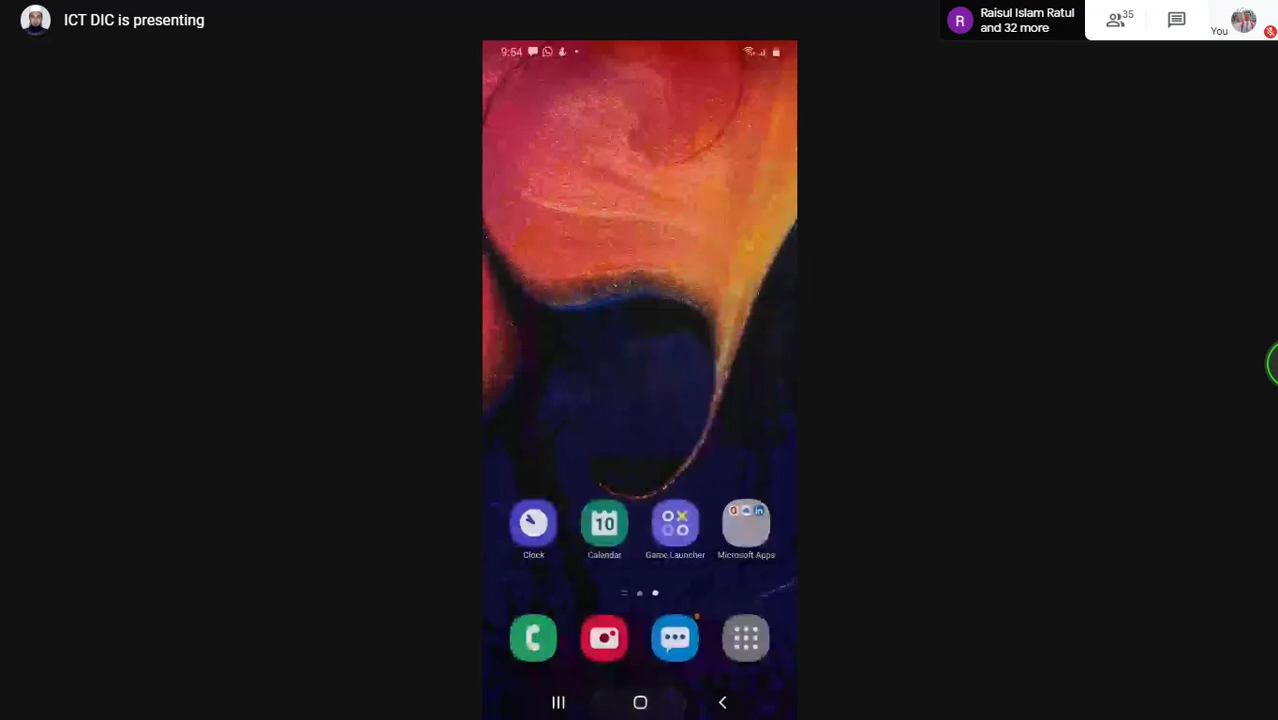 ICT DIC is presenting
R
Raisul Islam Ratul
and 32 more
35
You
9:54
10
in
Clock
Calendar
Game Launcher
Microsoft Apps